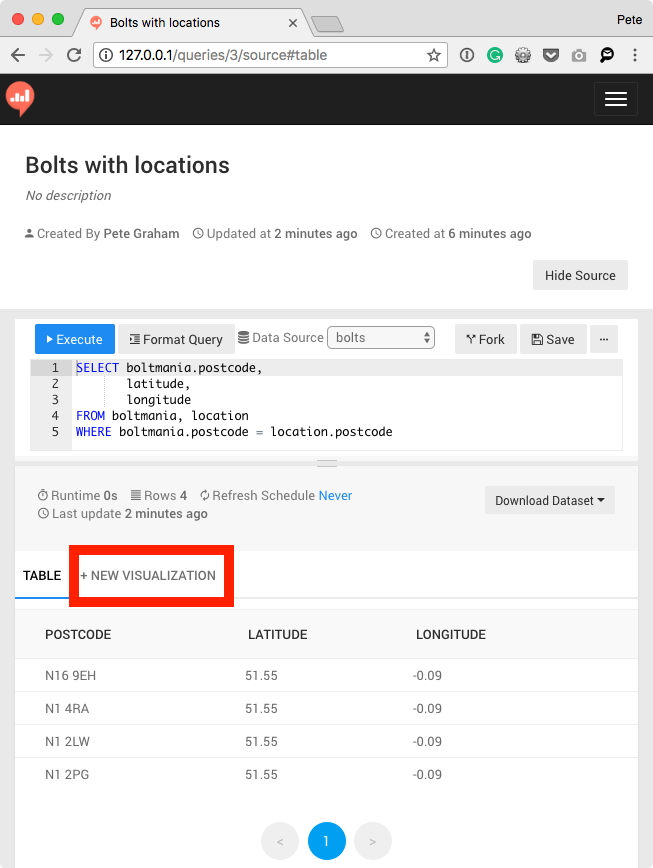 Bolts with locations
Pete
127.0.0.1/queries/3/source#table
Bolts with locations
No description
Created By Pete Graham Updated at 2 minutes ago Created at 6 minutes ago
Hide Source
Execute Format Query Data Source bolts Fork Save ...
1 SELECT boltmania.postcode,
2 latitude,
3 longitude
4 FROM boltmania, location
5 WHERE boltmania.postcode = location.postcode
Runtime 0s Rows 4 Refresh Schedule Never
Last update 2 minutes ago
Download Dataset
TABLE + NEW VISUALIZATION
POSTCODE LATITUDE LONGITUDE
N16 9EH 51.55 -0.09
N1 4RA 51.55 -0.09
N1 2LW 51.55 -0.09
N1 2PG 51.55 -0.09
< 1 >